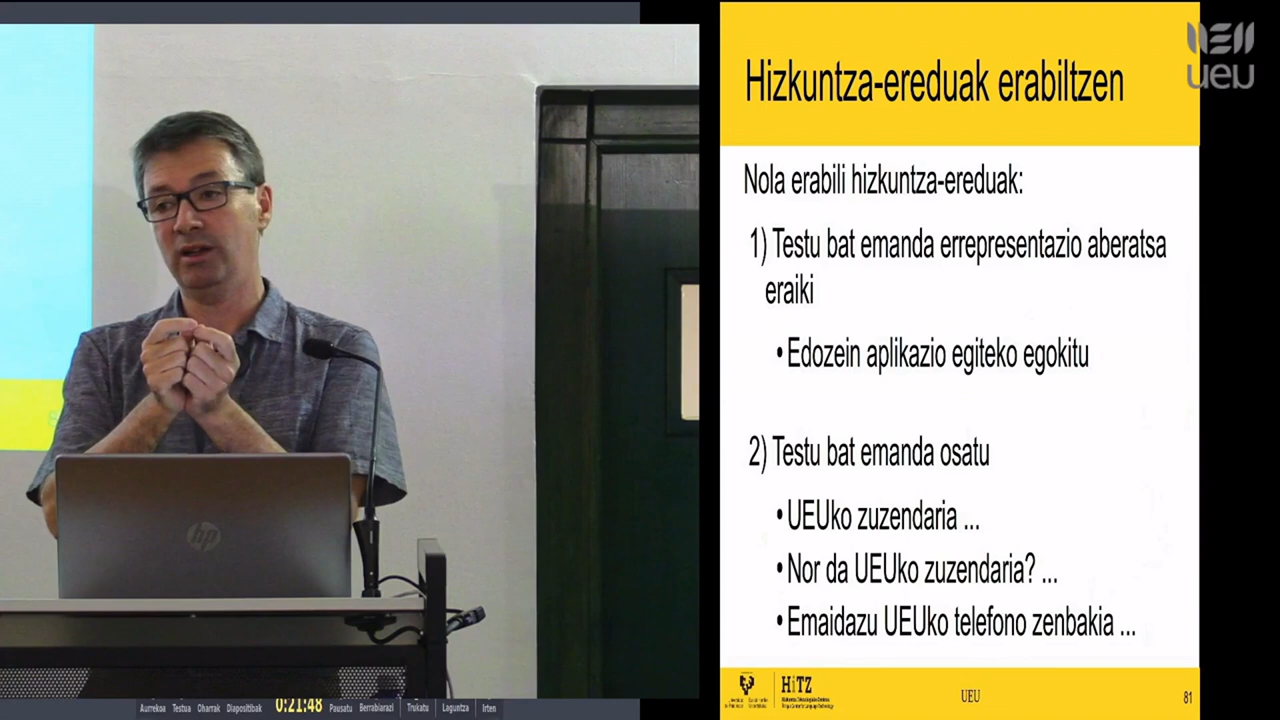 UEU
ueu
Hizkuntza-ereduak erabiltzen
Nola erabili hizkuntza-ereduak:
1) Testu bat emanda errepresentazio aberatsa
eraiki
• Edozein aplikazio egiteko egokitu
2) Testu bat emanda osatu
• UEUko zuzendaria ...
• Nor da UEUko zuzendaria? ...
• Emaidazu UEUko telefono zenbakia ...
hp
HiTZ
UEU
81
Aurrekoa Testua Oharrak Diapositibak 0:21:48 Pausatu Berrabiarazi Trukatu Laguntza Irten